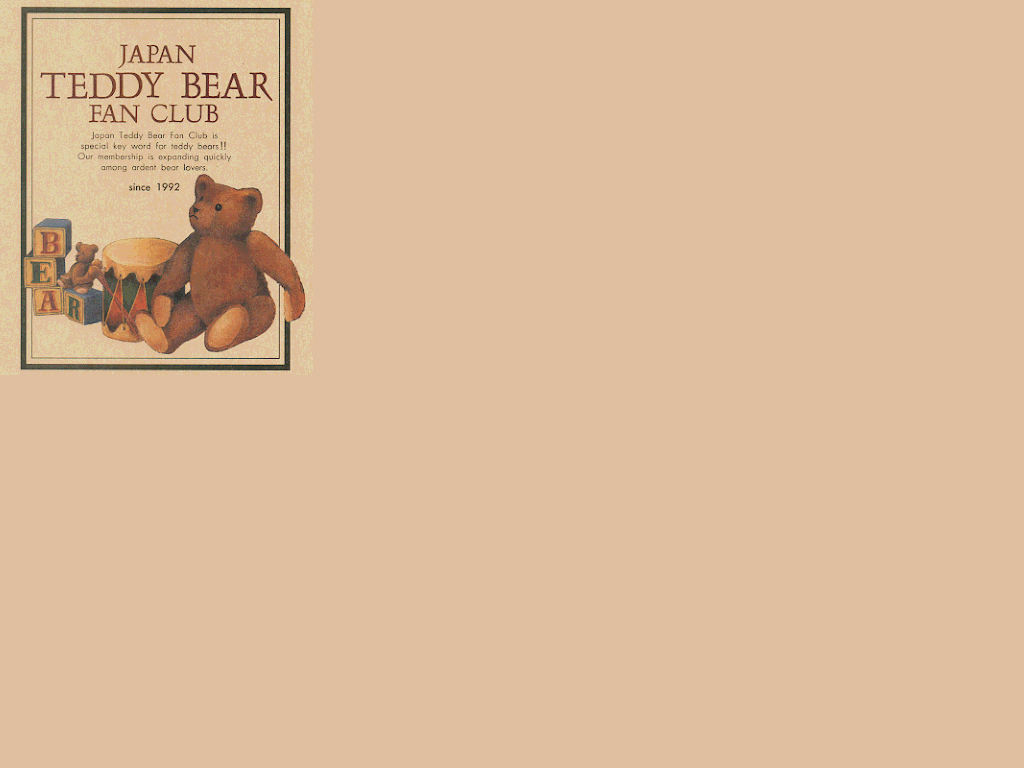 JAPAN
TEDDY BEAR
FAN CLUB
Japan Teddy Bear Fan Club is
special key word for teddy bears!!
Our membership is expanding quickly
among ardent bear lovers.
since 1992
B
E
A R